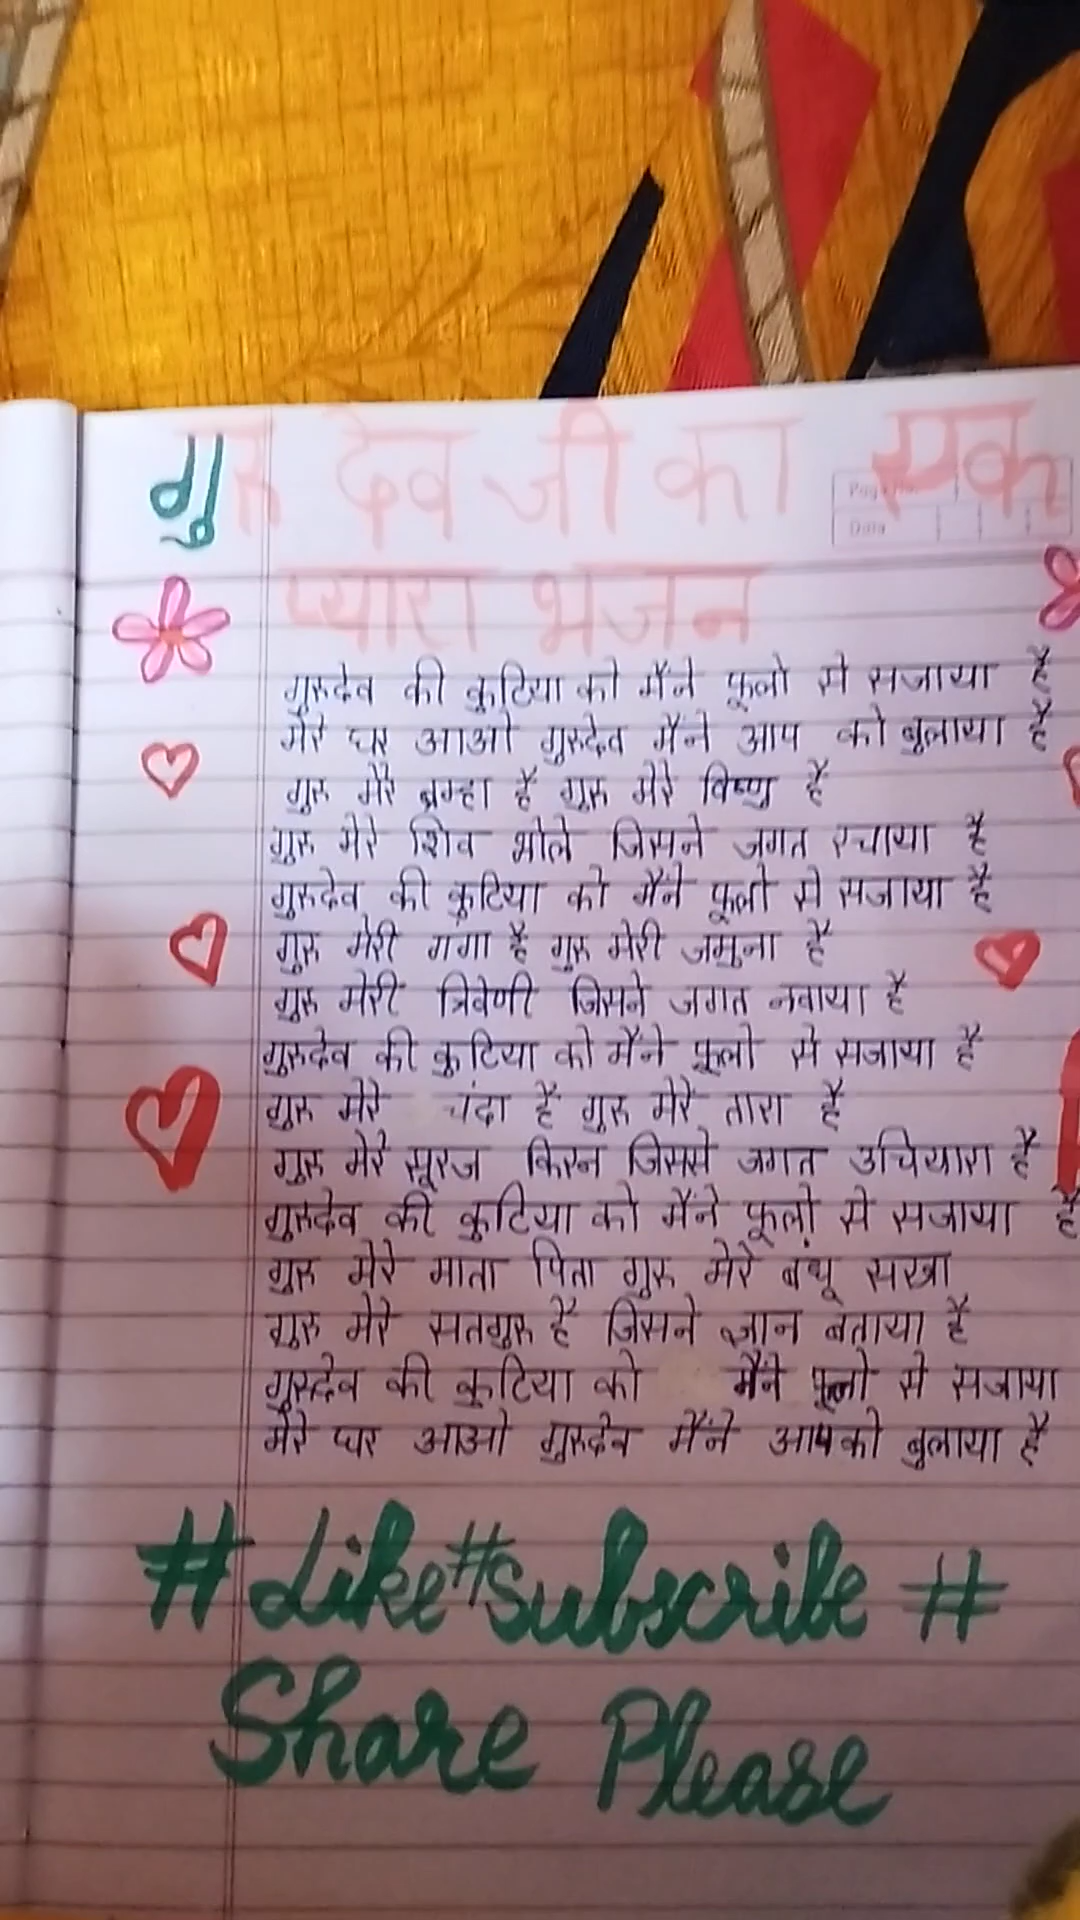 गुरु देव जी का एक
प्यारा भजन
गुरुदेव की कुटिया को मैंने फूलो से सजाया है
मेरे घर आओ गुरुदेव मैंने आप को बुलाया है
गुरु मेरे ब्रम्हा है गुरु मेरे विष्णु है
गुरु मेरे शिव भोले जिसने जगत रचाया है
गुरुदेव की कुटिया को मैंने फूलो से सजाया है
गुरु मेरी गंगा है गुरु मेरी जमुना है
गुरु मेरी त्रिवेणी जिसने जगत नवाया है
गुरुदेव की कुटिया को मैंने फूलो से सजाया है
गुरु मेरे चंदा है गुरु मेरे तारा है
गुरु मेरे सूरज किरन जिससे जगत उचियारा है
गुरुदेव की कुटिया को मैंने फूलो से सजाया है
गुरु मेरे माता पिता गुरु मेरे बंधू सखा
गुरु मेरे सतगुरु है जिसने ज्ञान बताया है
गुरुदेव की कुटिया को मैंने फूलो से सजाया
मेरे घर आओ गुरुदेव मैंने आपको बुलाया है
# Like #Subscribe #
Share Please